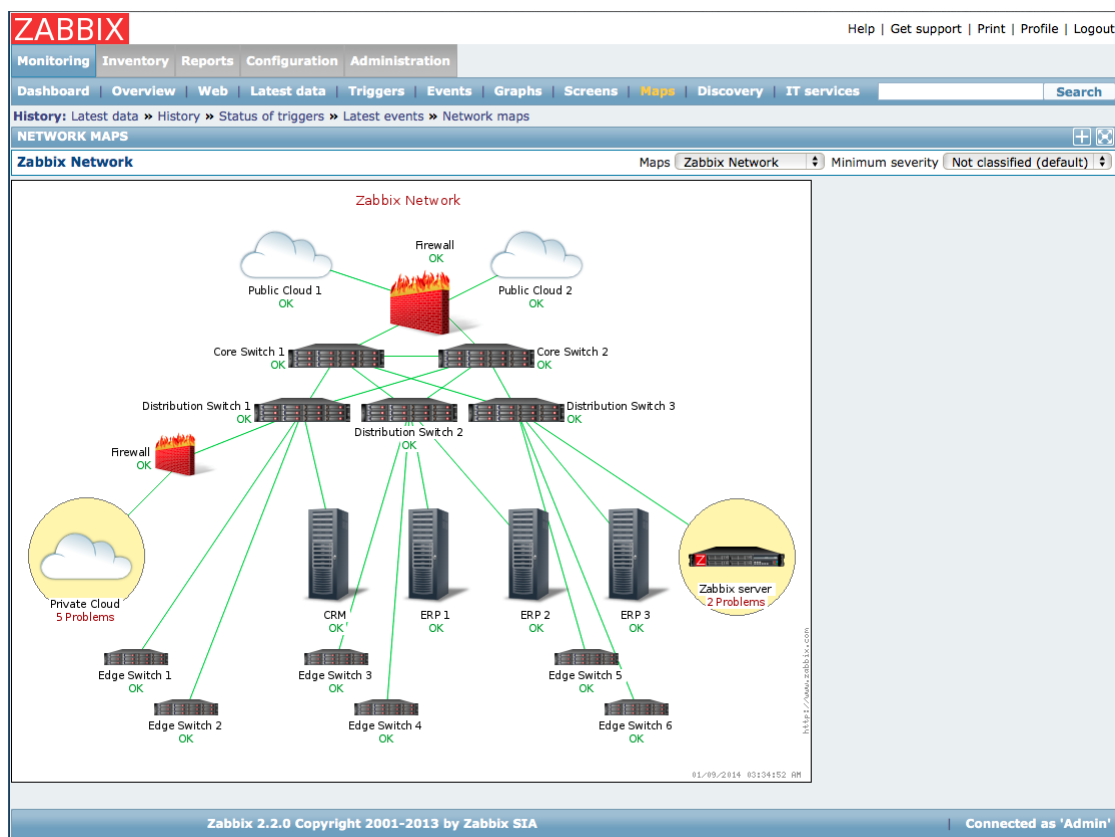 ZABBIX
Help | Get support | Print | Profile | Logout
Monitoring Inventory Reports Configuration Administration
Dashboard | Overview | Web | Latest data | Triggers | Events | Graphs | Screens | Maps | Discovery | IT services Search
History: Latest data » History » Status of triggers » Latest events » Network maps
NETWORK MAPS
Zabbix Network Maps Zabbix Network Minimum severity Not classified (default)
Zabbix Network
Firewall
OK
Public Cloud 1
OK
Public Cloud 2
OK
Core Switch 1
OK
Core Switch 2
OK
Distribution Switch 1
OK
Distribution Switch 2
OK
Distribution Switch 3
OK
Firewall
OK
Private Cloud
5 Problems
CRM
OK
ERP 1
OK
ERP 2
OK
ERP 3
OK
Z
Zabbix server
2 Problems
Edge Switch 1
OK
Edge Switch 2
OK
Edge Switch 3
OK
Edge Switch 4
OK
Edge Switch 5
OK
Edge Switch 6
OK
http://www.zabbix.com
01/09/2014 03:34:52 AM
Zabbix 2.2.0 Copyright 2001-2013 by Zabbix SIA | Connected as 'Admin'